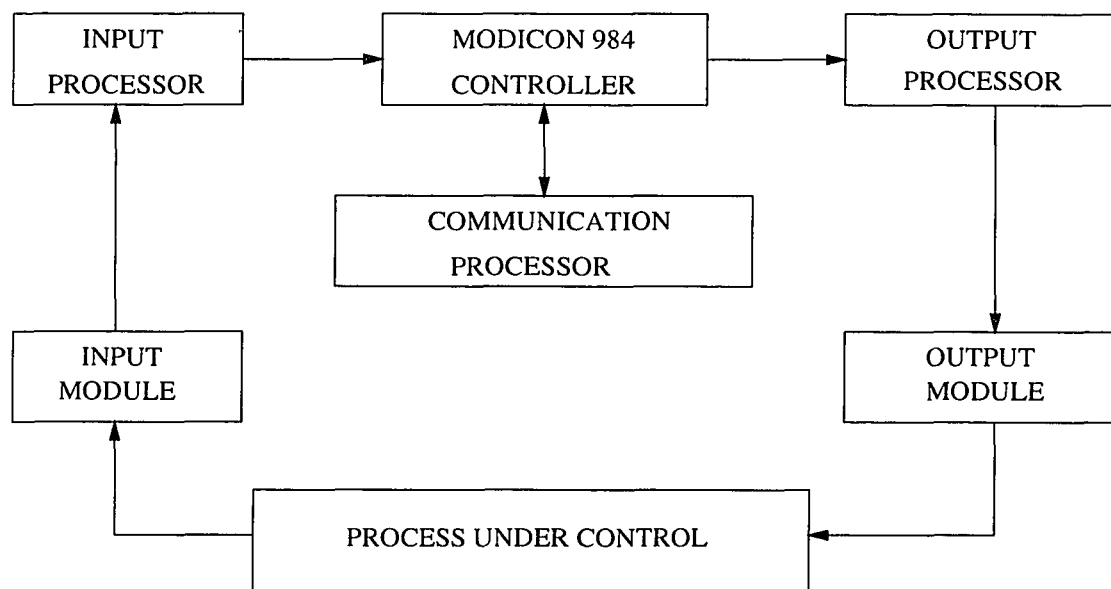 INPUT
PROCESSOR
MODICON 984
CONTROLLER
OUTPUT
PROCESSOR
COMMUNICATION
PROCESSOR
INPUT
MODULE
OUTPUT
MODULE
PROCESS UNDER CONTROL